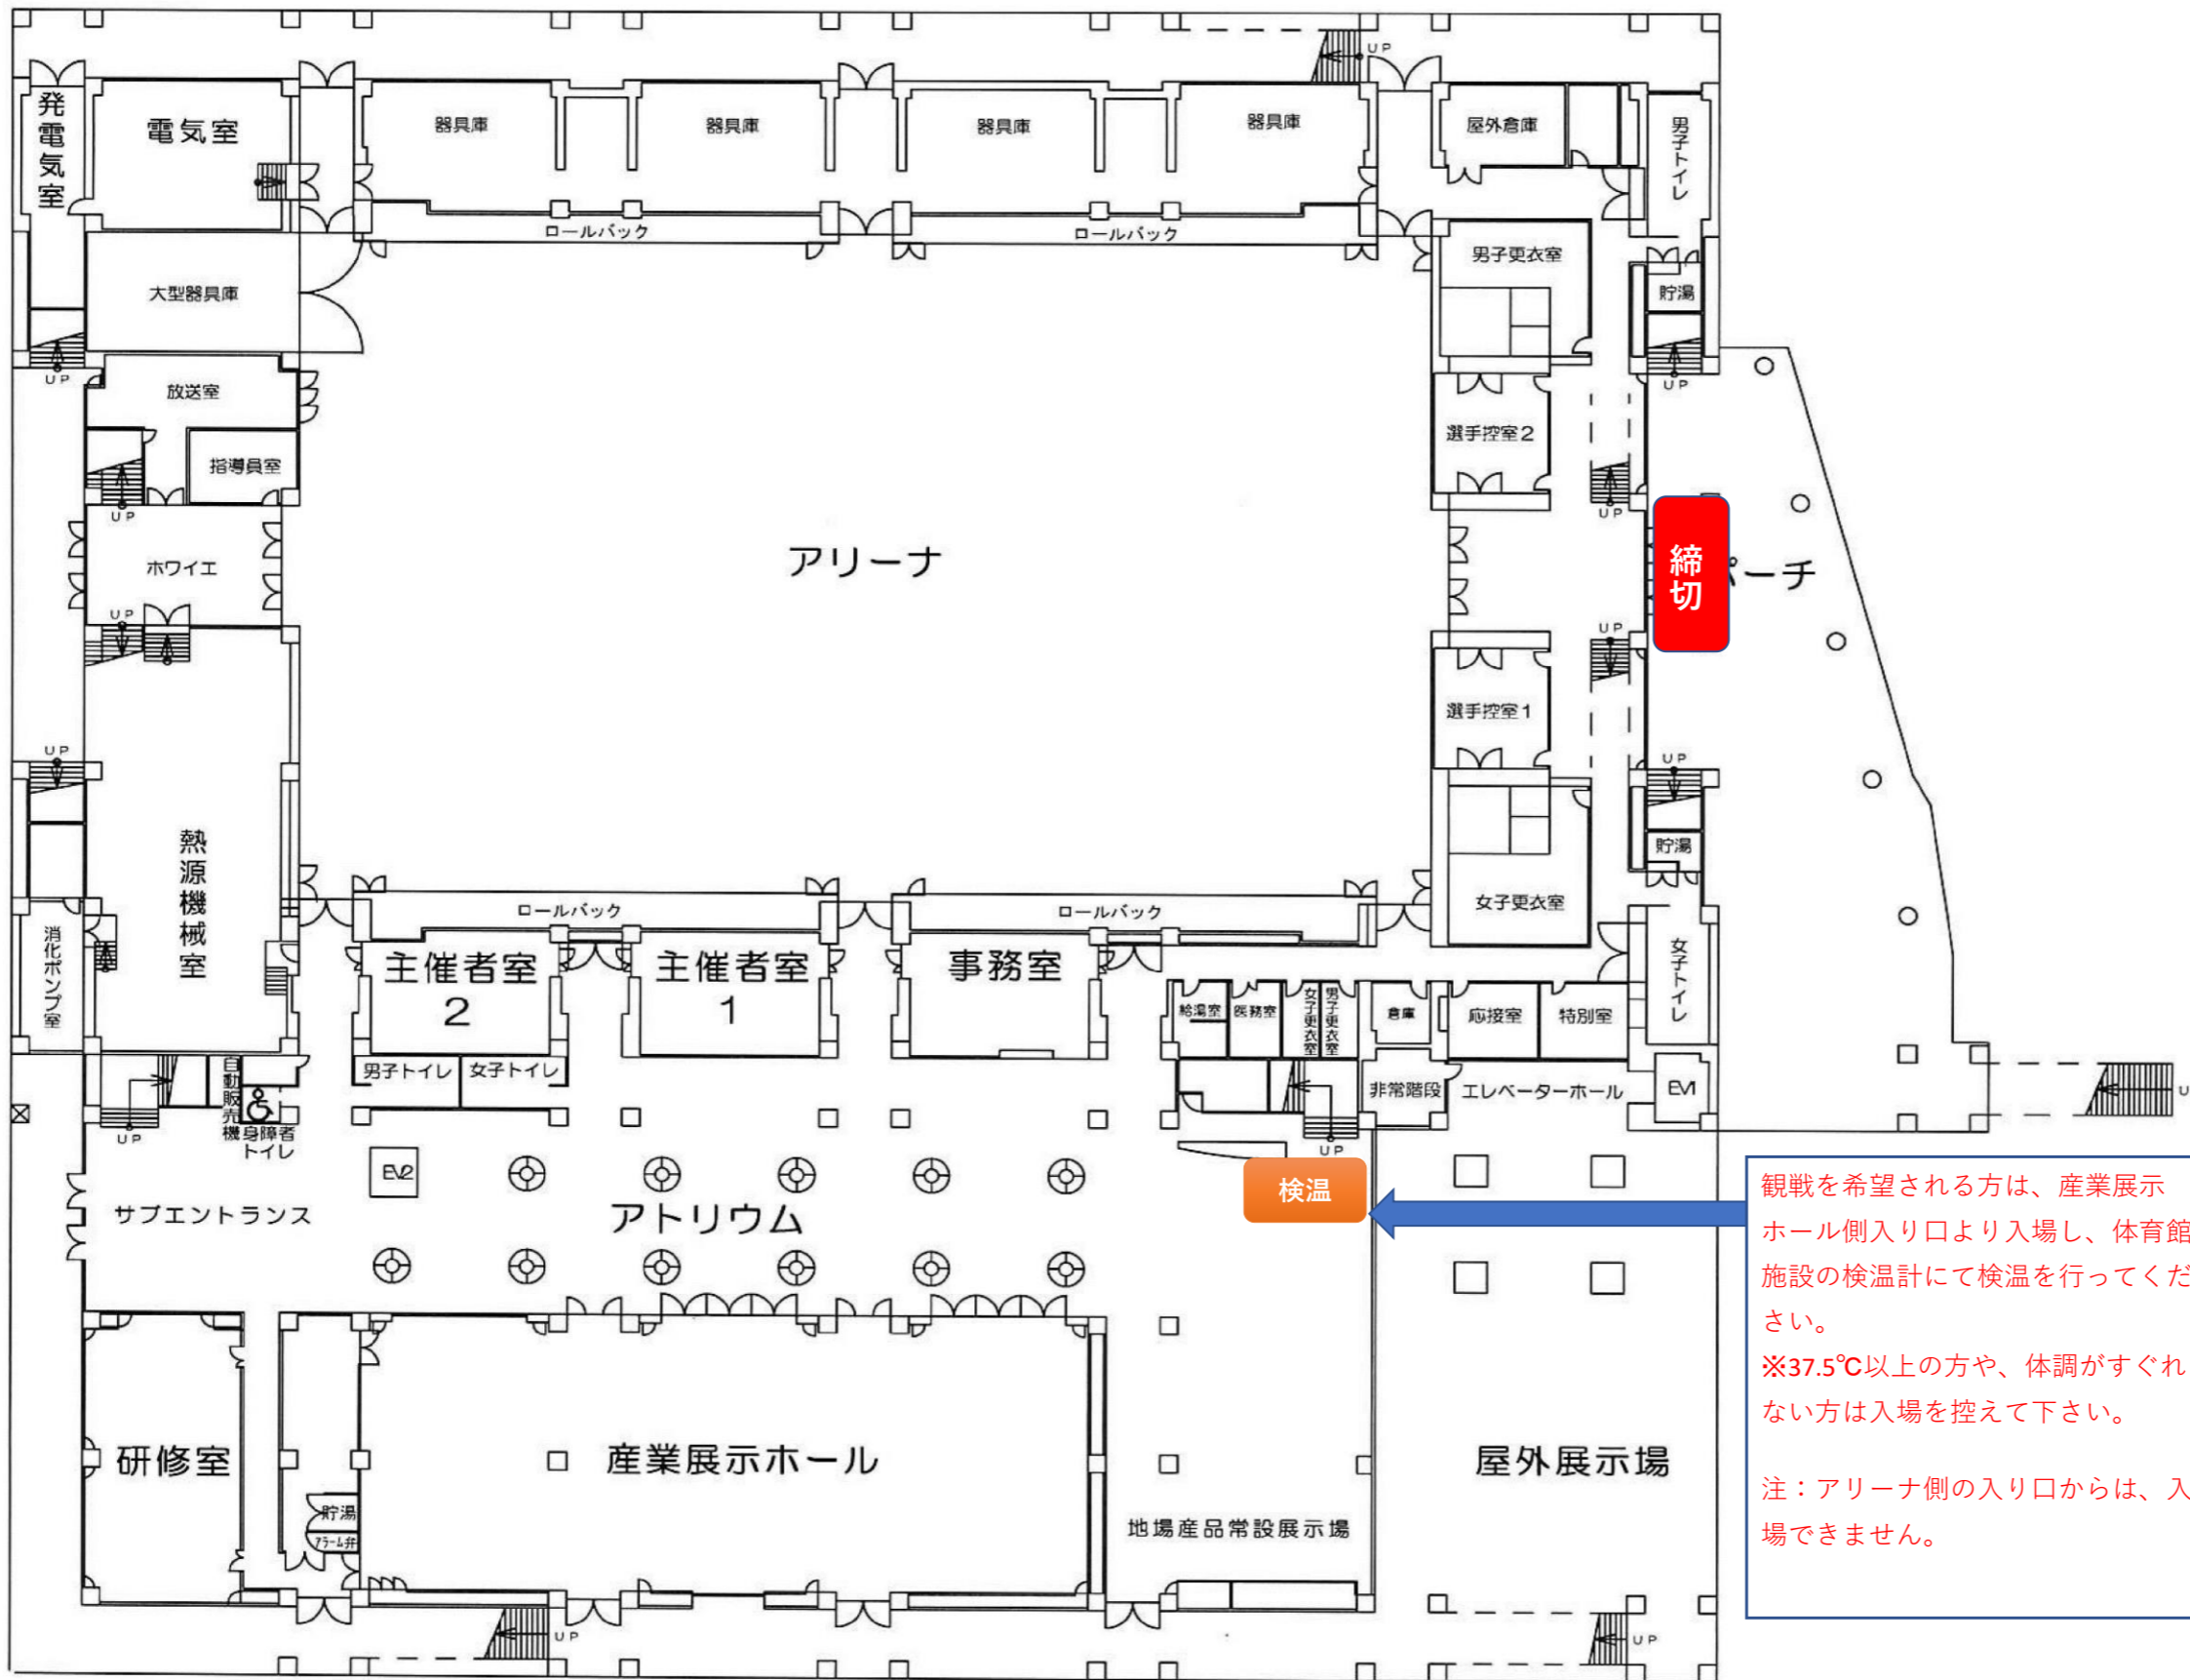 UP
発電気室
電気室
器具庫
器具庫
器具庫
器具庫
屋外倉庫
男子トイレ
ロールバック
ロールバック
男子更衣室
大型器具庫
貯湯
UP
UP
放送室
選手控室2
指導員室
UP
UP
ホワイエ
アリーナ
締切
パーチ
UP
UP
選手控室1
UP
UP
熱源機械室
貯湯
女子更衣室
ロールバック
ロールバック
消化ポンプ室
主催者室
2
主催者室
1
事務室
女子トイレ
給湯室
医務室
女子更衣室
男子更衣室
倉庫
応接室
特別室
自動販売機
男子トイレ
女子トイレ
非常階段
エレベーターホール
EV1
UP
身障者
トイレ
UP
EV2
検温
サブエントランス
アトリウム
観戦を希望される方は、産業展示
ホール側入り口より入場し、体育館
施設の検温計にて検温を行ってくだ
さい。
※37.5℃以上の方や、体調がすぐれ
ない方は入場を控えて下さい。
注：アリーナ側の入り口からは、入
場できません。
研修室
産業展示ホール
屋外展示場
貯湯
アラーム弁
地場産品常設展示場
UP
UP